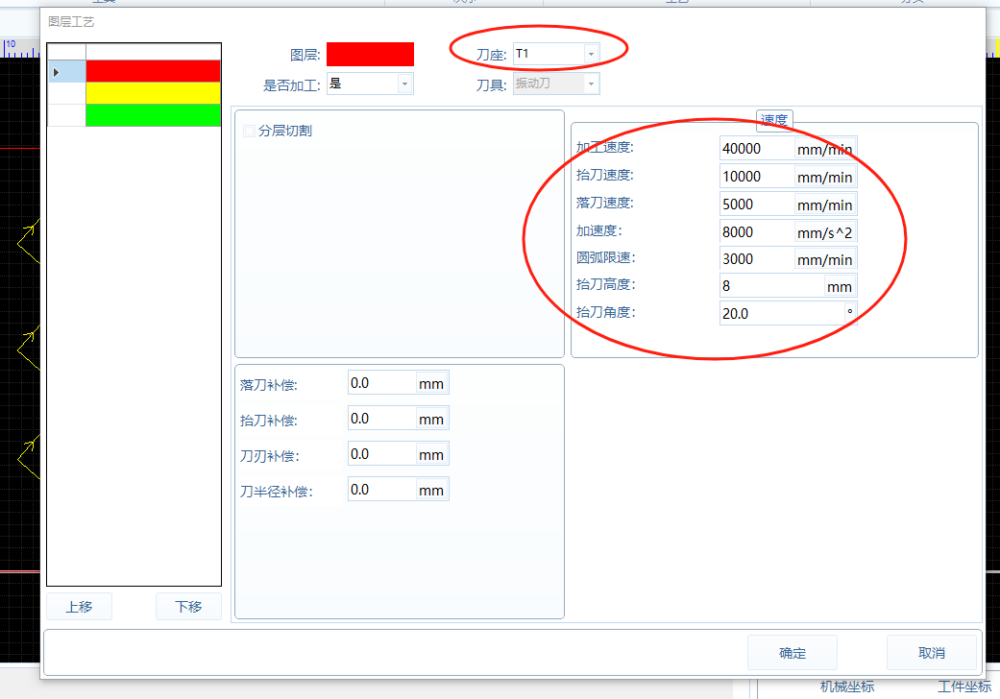 图层工艺
10
图层:
刀座:
T1
是否加工:
是
刀具:
振动刀
分层切割
速度
加工速度:
40000
mm/min
抬刀速度:
10000
mm/min
落刀速度:
5000
mm/min
加速度:
8000
mm/s^2
圆弧限速:
3000
mm/min
抬刀高度:
8
mm
抬刀角度:
20.0
°
落刀补偿:
0.0
mm
抬刀补偿:
0.0
mm
刀刃补偿:
0.0
mm
刀半径补偿:
0.0
mm
上移
下移
确定
取消
机械坐标
工件坐标